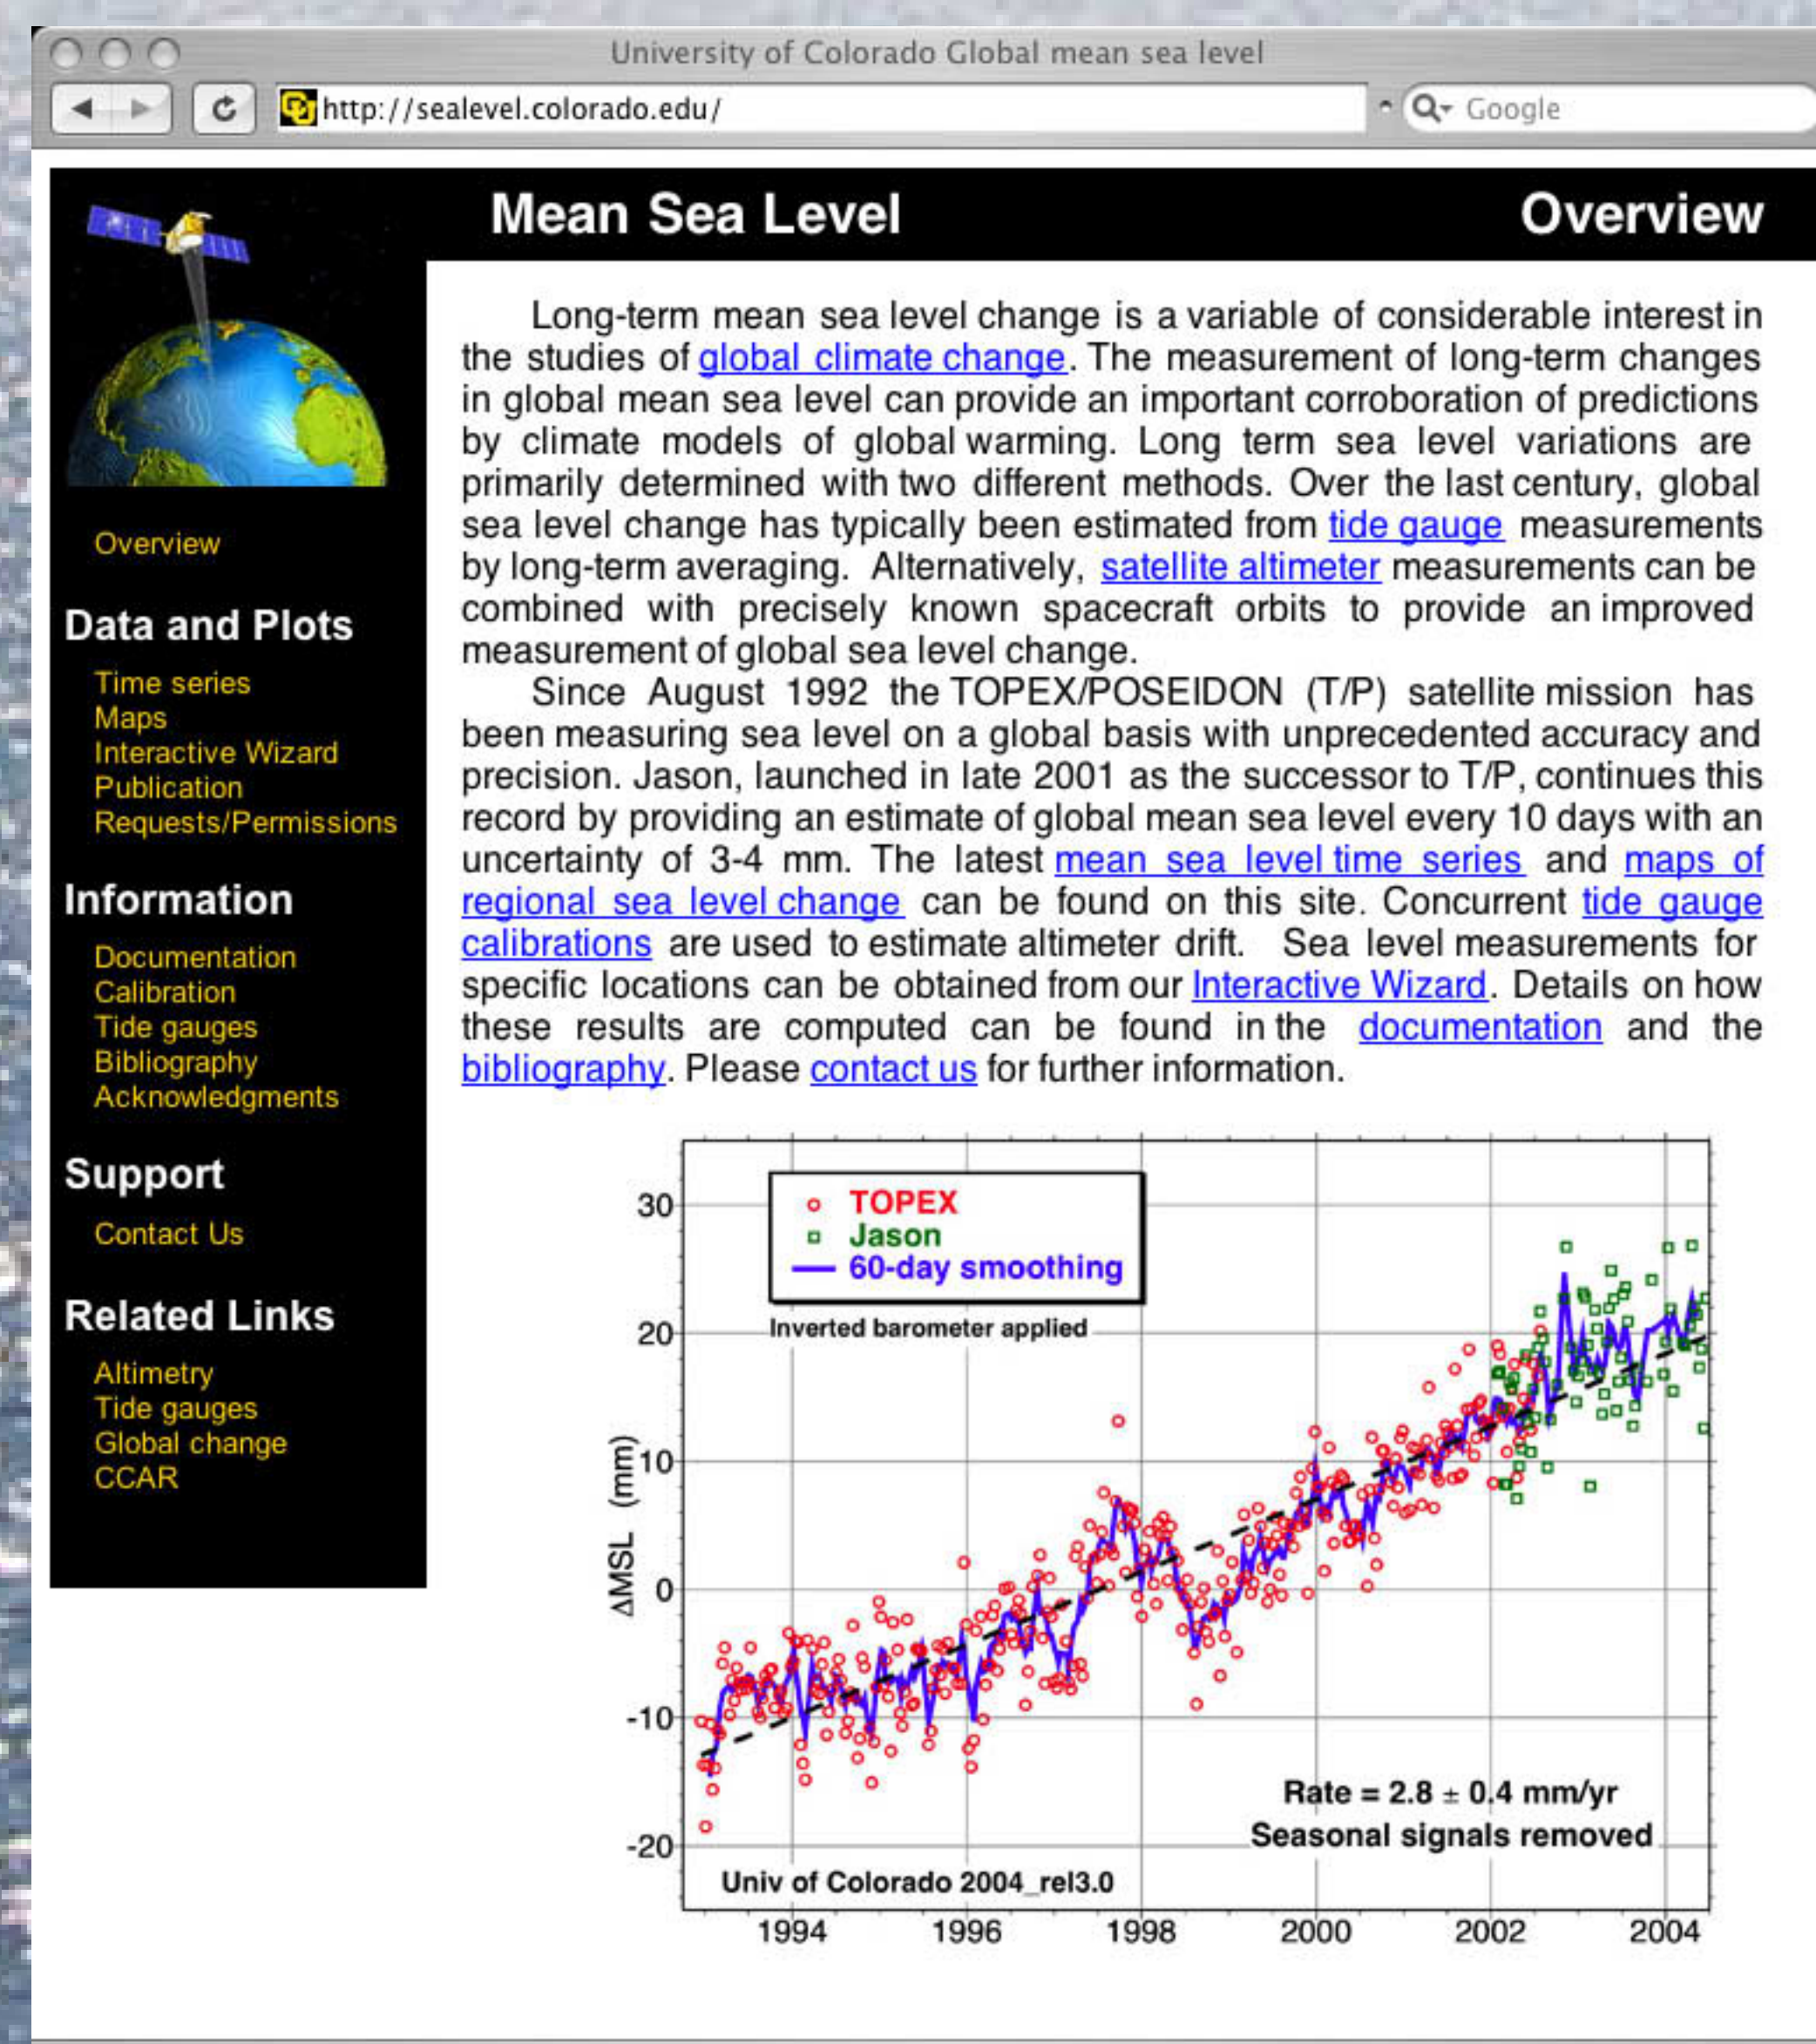 University of Colorado Global mean sea level
http://sealevel.colorado.edu/
Google
Mean Sea Level
Overview
Overview
Data and Plots
Time series
Maps
Interactive Wizard
Publication
Requests/Permissions
Information
Documentation
Calibration
Tide gauges
Bibliography
Acknowledgments
Support
Contact Us
Related Links
Altimetry
Tide gauges
Global change
CCAR
Long-term mean sea level change is a variable of considerable interest in
the studies of global climate change. The measurement of long-term changes
in global mean sea level can provide an important corroboration of predictions
by climate models of global warming. Long term sea level variations are
primarily determined with two different methods. Over the last century, global
sea level change has typically been estimated from tide gauge measurements
by long-term averaging. Alternatively, satellite altimeter measurements can be
combined with precisely known spacecraft orbits to provide an improved
measurement of global sea level change.
Since August 1992 the TOPEX/POSEIDON (T/P) satellite mission has
been measuring sea level on a global basis with unprecedented accuracy and
precision. Jason, launched in late 2001 as the successor to T/P, continues this
record by providing an estimate of global mean sea level every 10 days with an
uncertainty of 3-4 mm. The latest mean sea level time series and maps of
regional sea level change can be found on this site. Concurrent tide gauge
calibrations are used to estimate altimeter drift. Sea level measurements for
specific locations can be obtained from our Interactive Wizard. Details on how
these results are computed can be found in the documentation and the
bibliography. Please contact us for further information.
TOPEX
Jason
60-day smoothing
Inverted barometer applied
30
20
10
0
-10
-20
ΔMSL (mm)
Rate = 2.8 ± 0.4 mm/yr
Seasonal signals removed
Univ of Colorado 2004_rel3.0
1994
1996
1998
2000
2002
2004